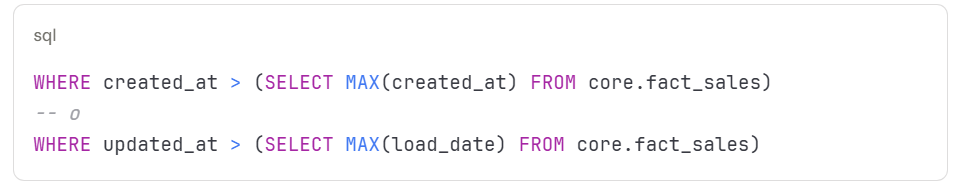 sql
WHERE created_at > (SELECT MAX(created_at) FROM core.fact_sales)
-- o
WHERE updated_at > (SELECT MAX(load_date) FROM core.fact_sales)